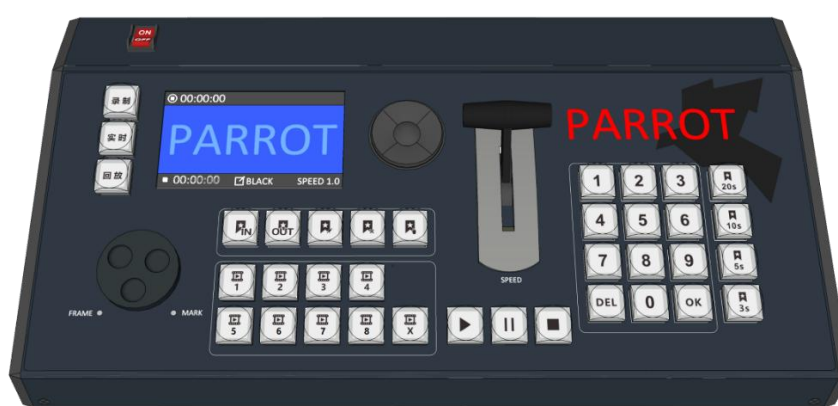 ON
OFF
录制
实时
回放
00:00:00
PARROT
00:00:00 BLACK SPEED 1.0
PARROT
IN OUT
1 2 3 4
5 6 7 8 X
FRAME MARK
SPEED
1 2 3 20s
4 5 6 10s
7 8 9 5s
DEL 0 OK 3s